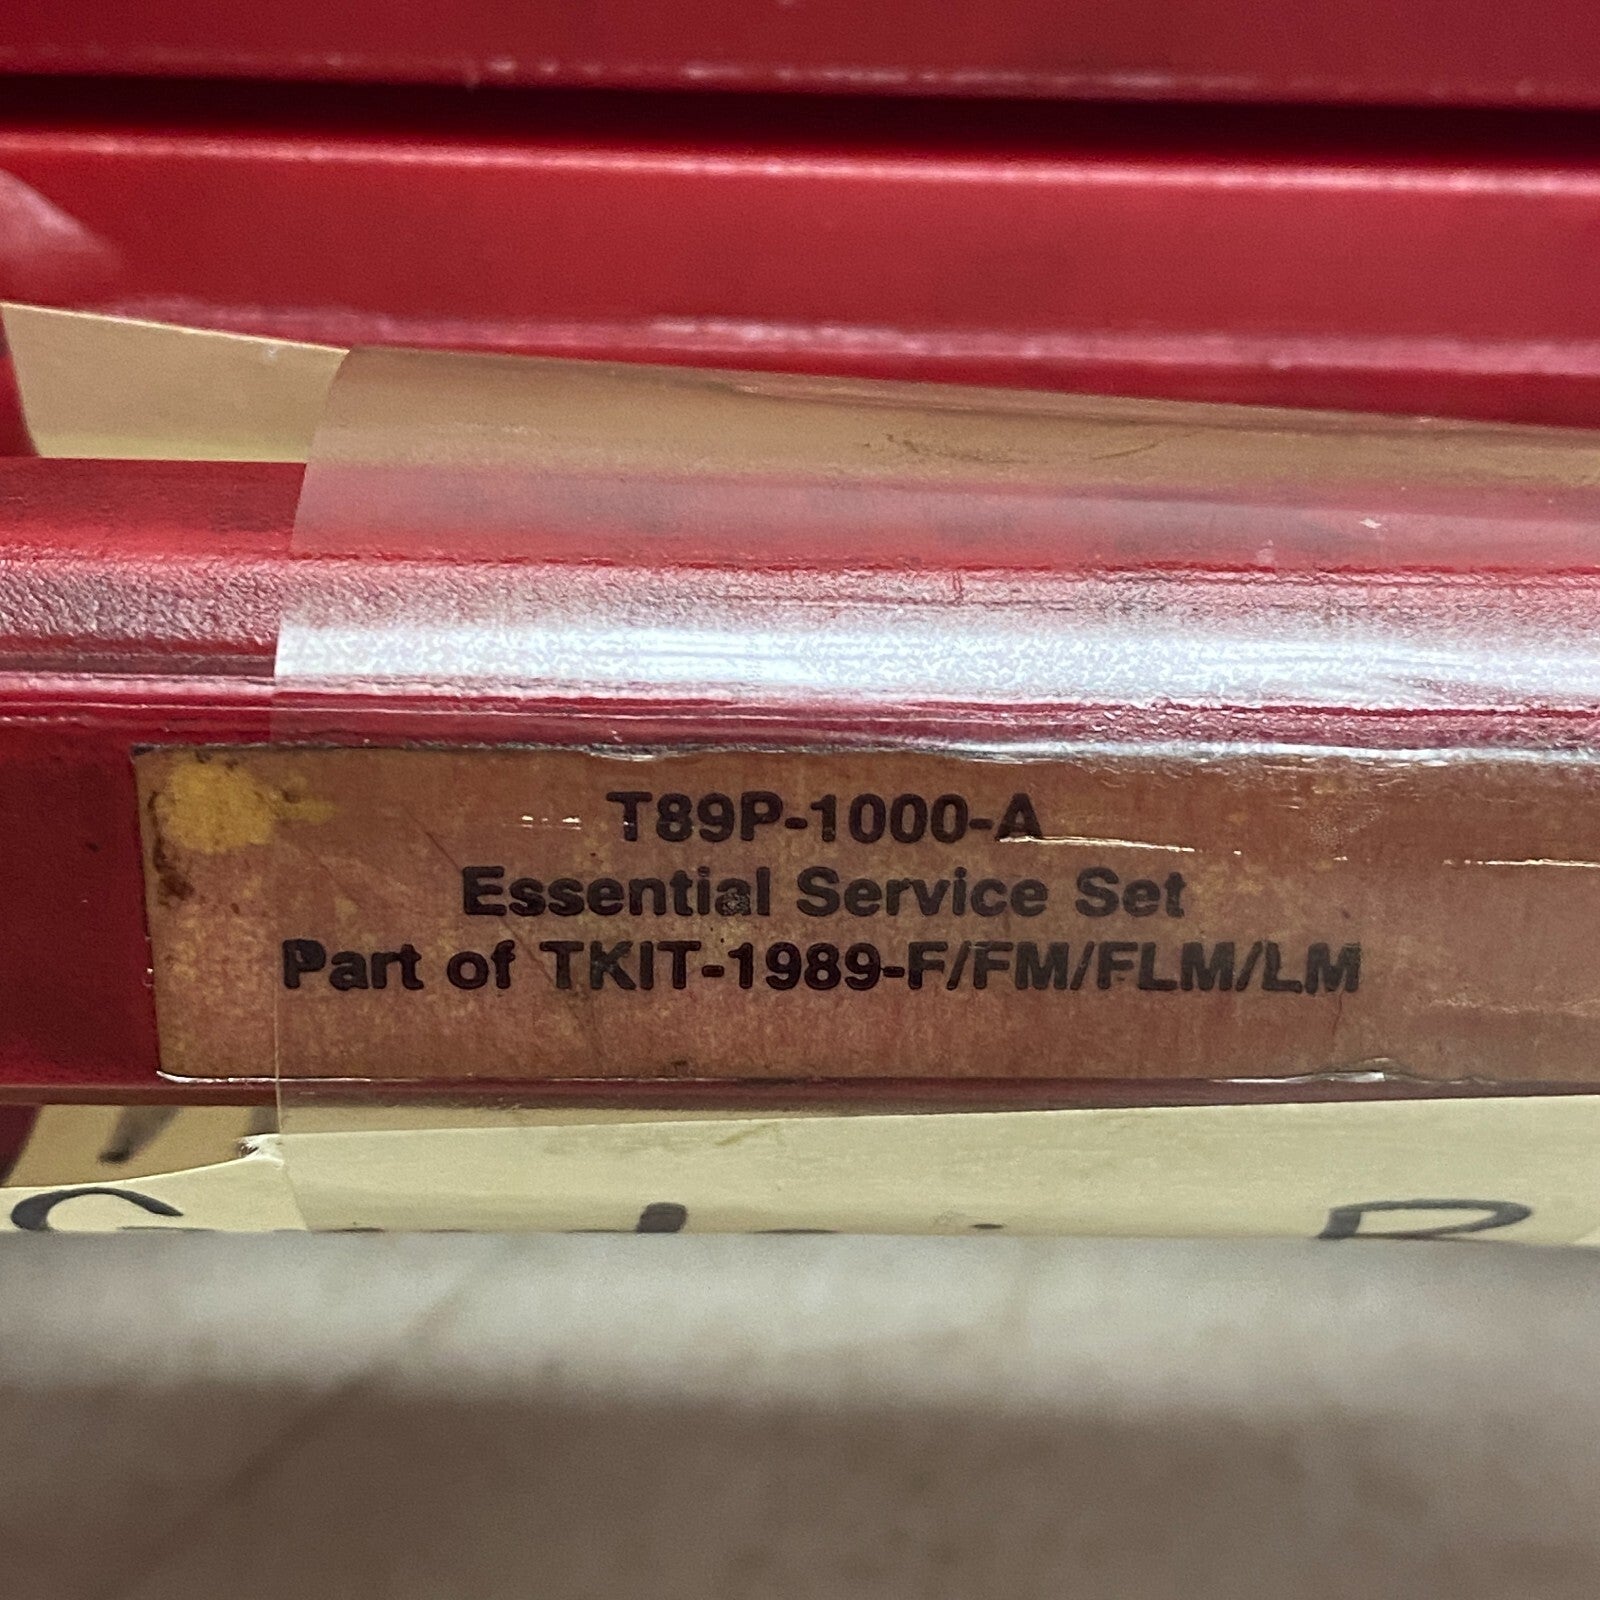 T89P-1000-A
Essential Service Set
Part of TKIT-1989-F/FM/FLM/LM